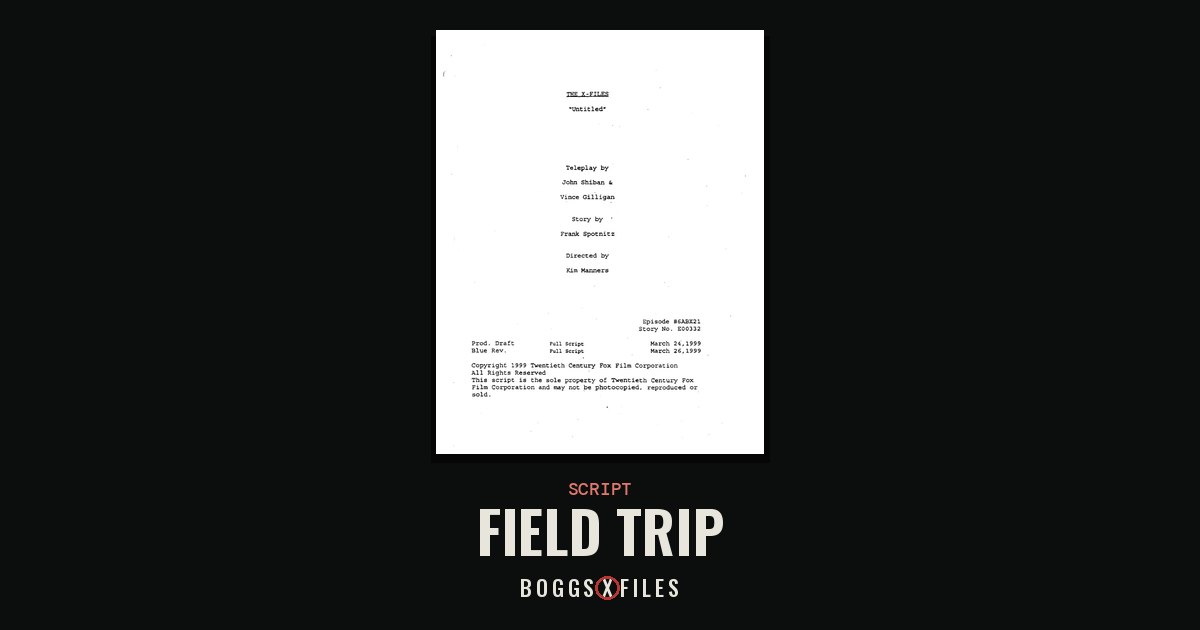 THE X-FILES
"Untitled"
Teleplay by
John Shiban &
Vince Gilligan
Story by
Frank Spotnitz
Directed by
Kim Manners
Episode #6ABX21
Story No. E00332
Prod. Draft Full Script March 24,1999
Blue Rev. Full Script March 26,1999
Copyright 1999 Twentieth Century Fox Film Corporation
All Rights Reserved
This script is the sole property of Twentieth Century Fox
Film Corporation and may not be photocopied, reproduced or
sold.
SCRIPT
FIELD TRIP
BOGGSXFILES